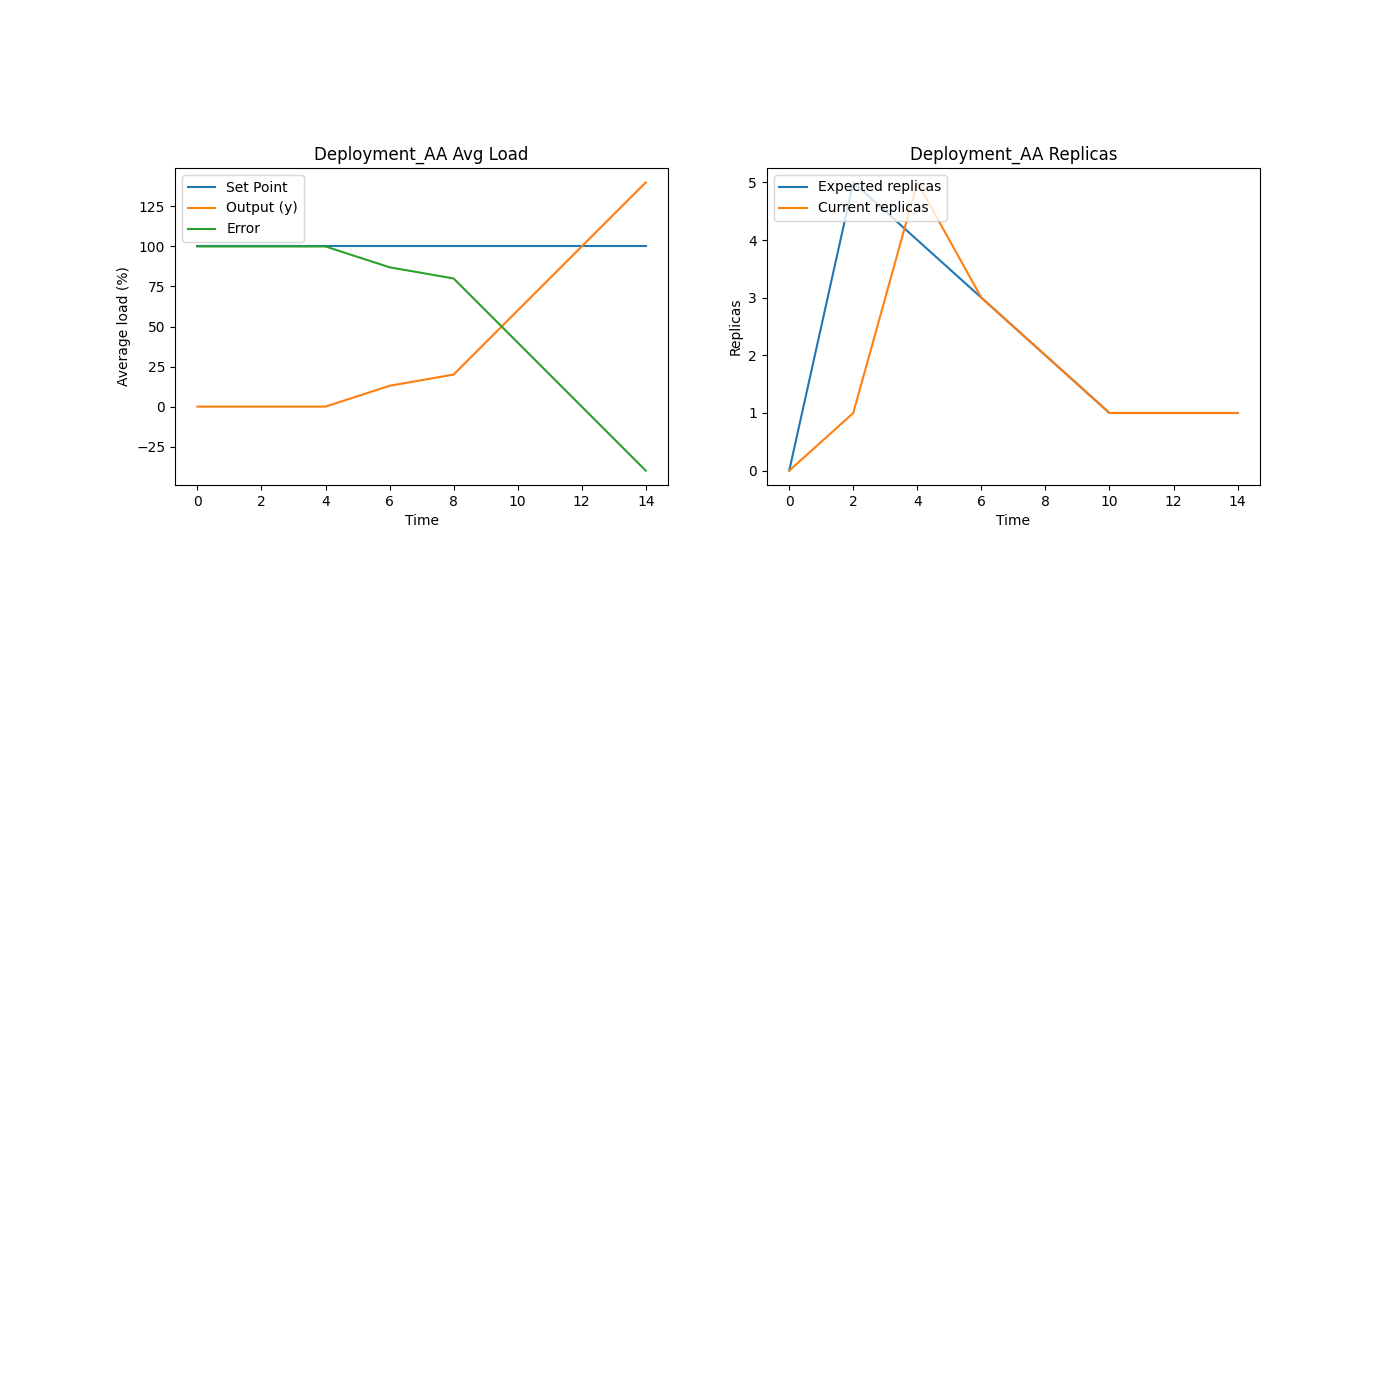 Deployment_AA Avg Load
Set Point
Output (y)
Error
Average load (%)
125
100
75
50
25
0
−25
0 2 4 6 8 10 12 14
Time
Deployment_AA Replicas
Expected replicas
Current replicas
Replicas
5
4
3
2
1
0
0 2 4 6 8 10 12 14
Time